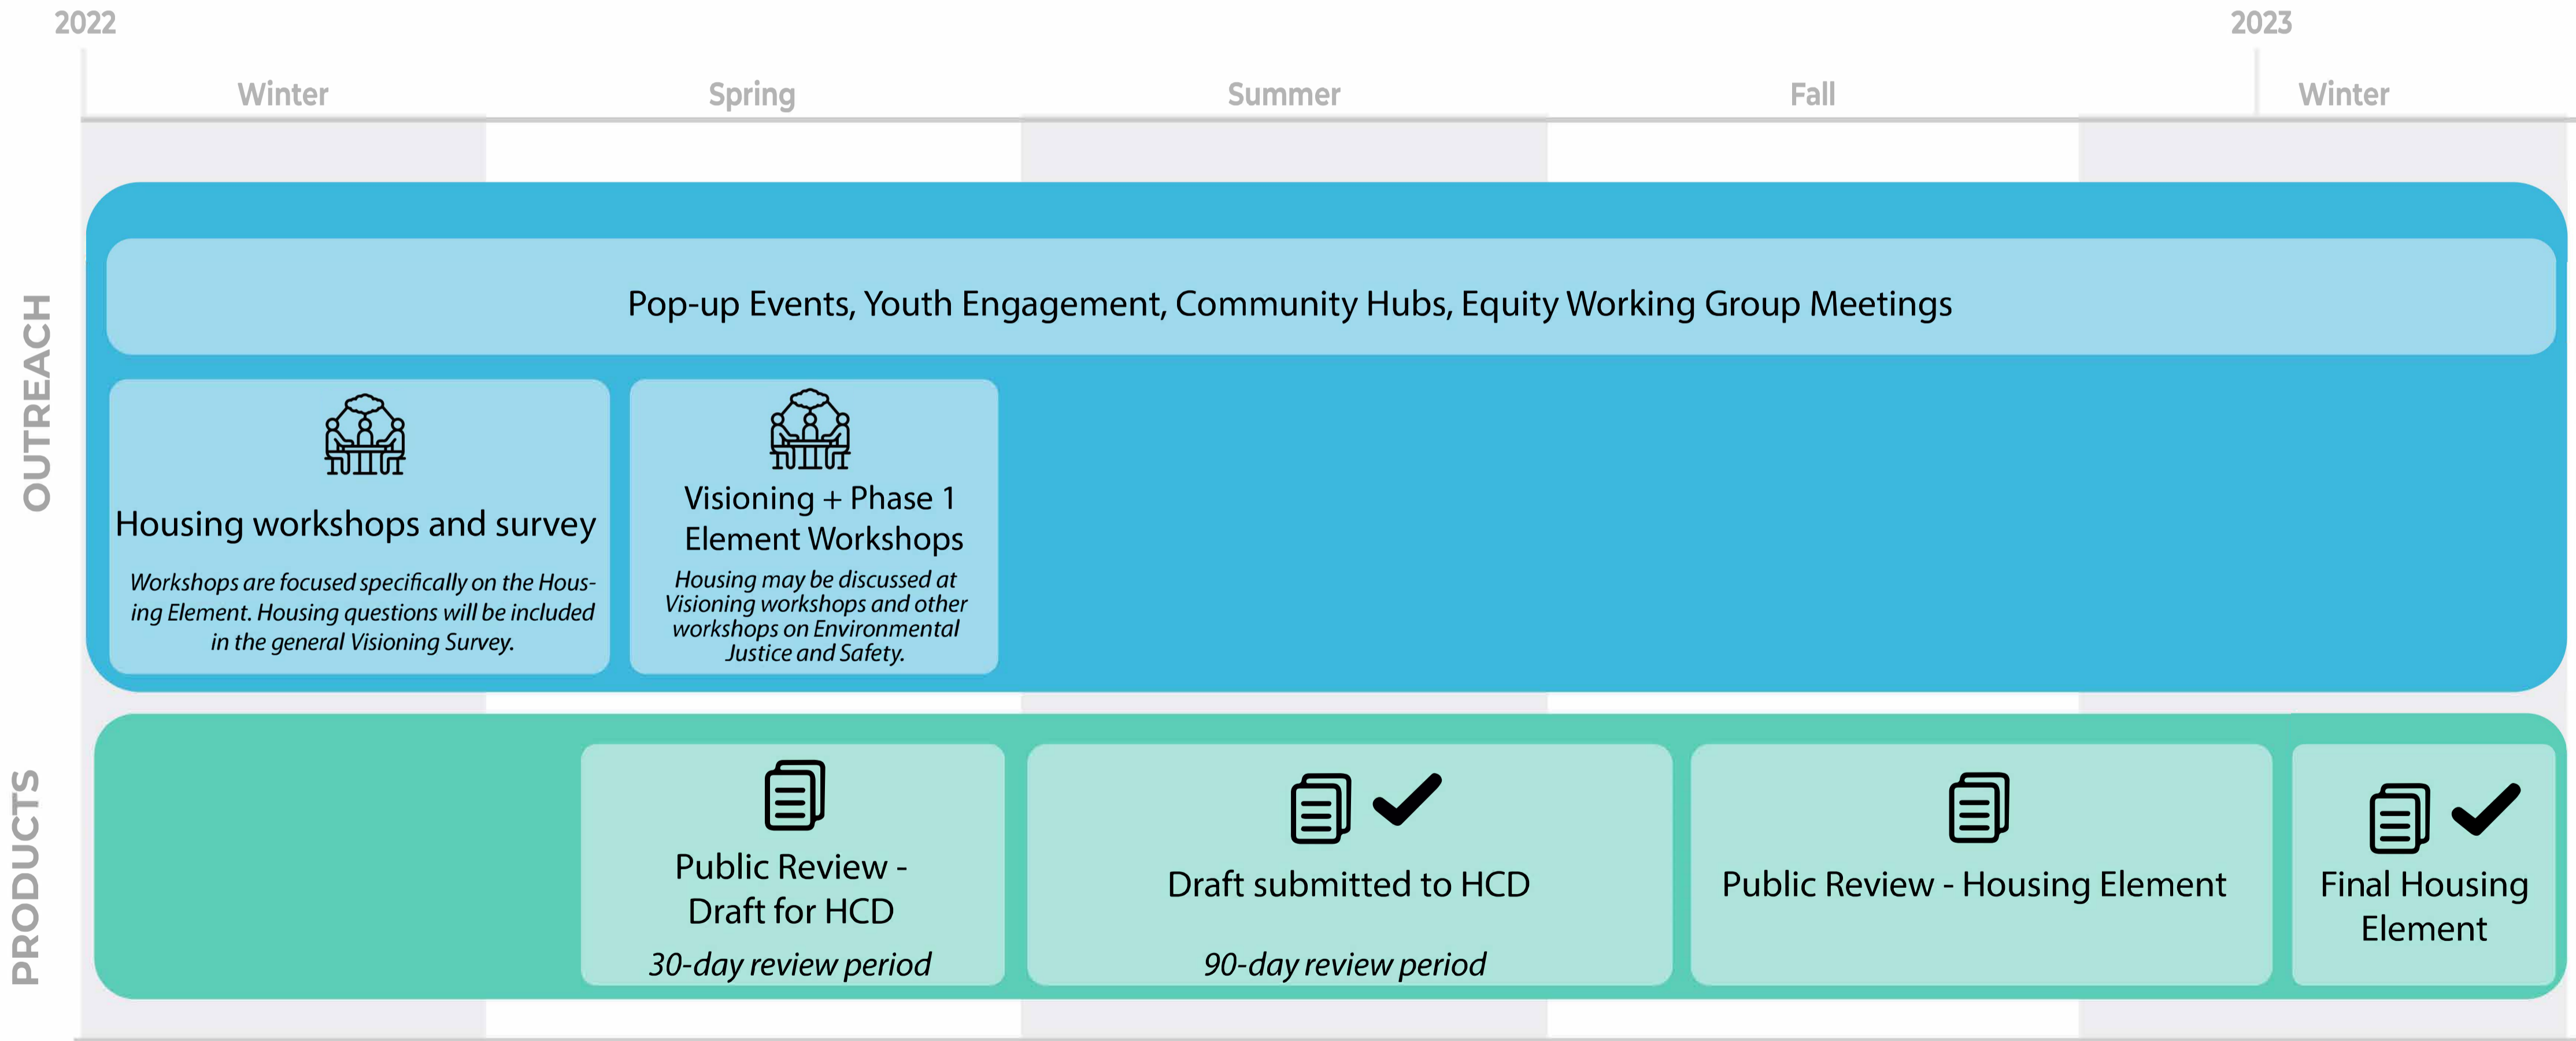 2022
2023
Winter
Spring
Summer
Fall
Winter
OUTREACH
Pop-up Events, Youth Engagement, Community Hubs, Equity Working Group Meetings
Housing workshops and survey
Workshops are focused specifically on the Hous-
ing Element. Housing questions will be included
in the general Visioning Survey.
Visioning + Phase 1
Element Workshops
Housing may be discussed at
Visioning workshops and other
workshops on Environmental
Justice and Safety.
PRODUCTS
Public Review -
Draft for HCD
30-day review period
Draft submitted to HCD
90-day review period
Public Review - Housing Element
Final Housing
Element